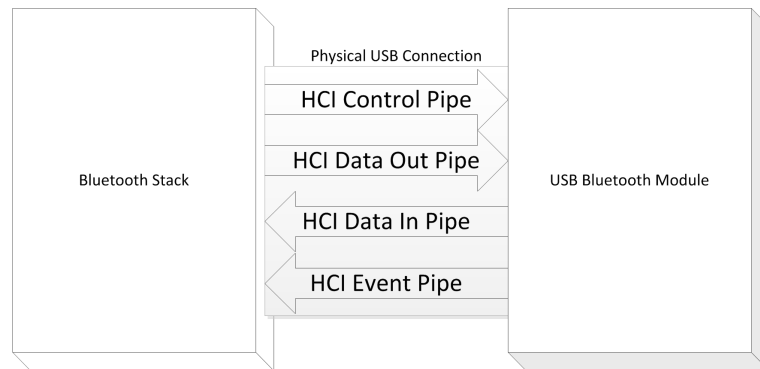 Physical USB Connection
HCI Control Pipe
HCI Data Out Pipe
Bluetooth Stack
USB Bluetooth Module
HCI Data In Pipe
HCI Event Pipe